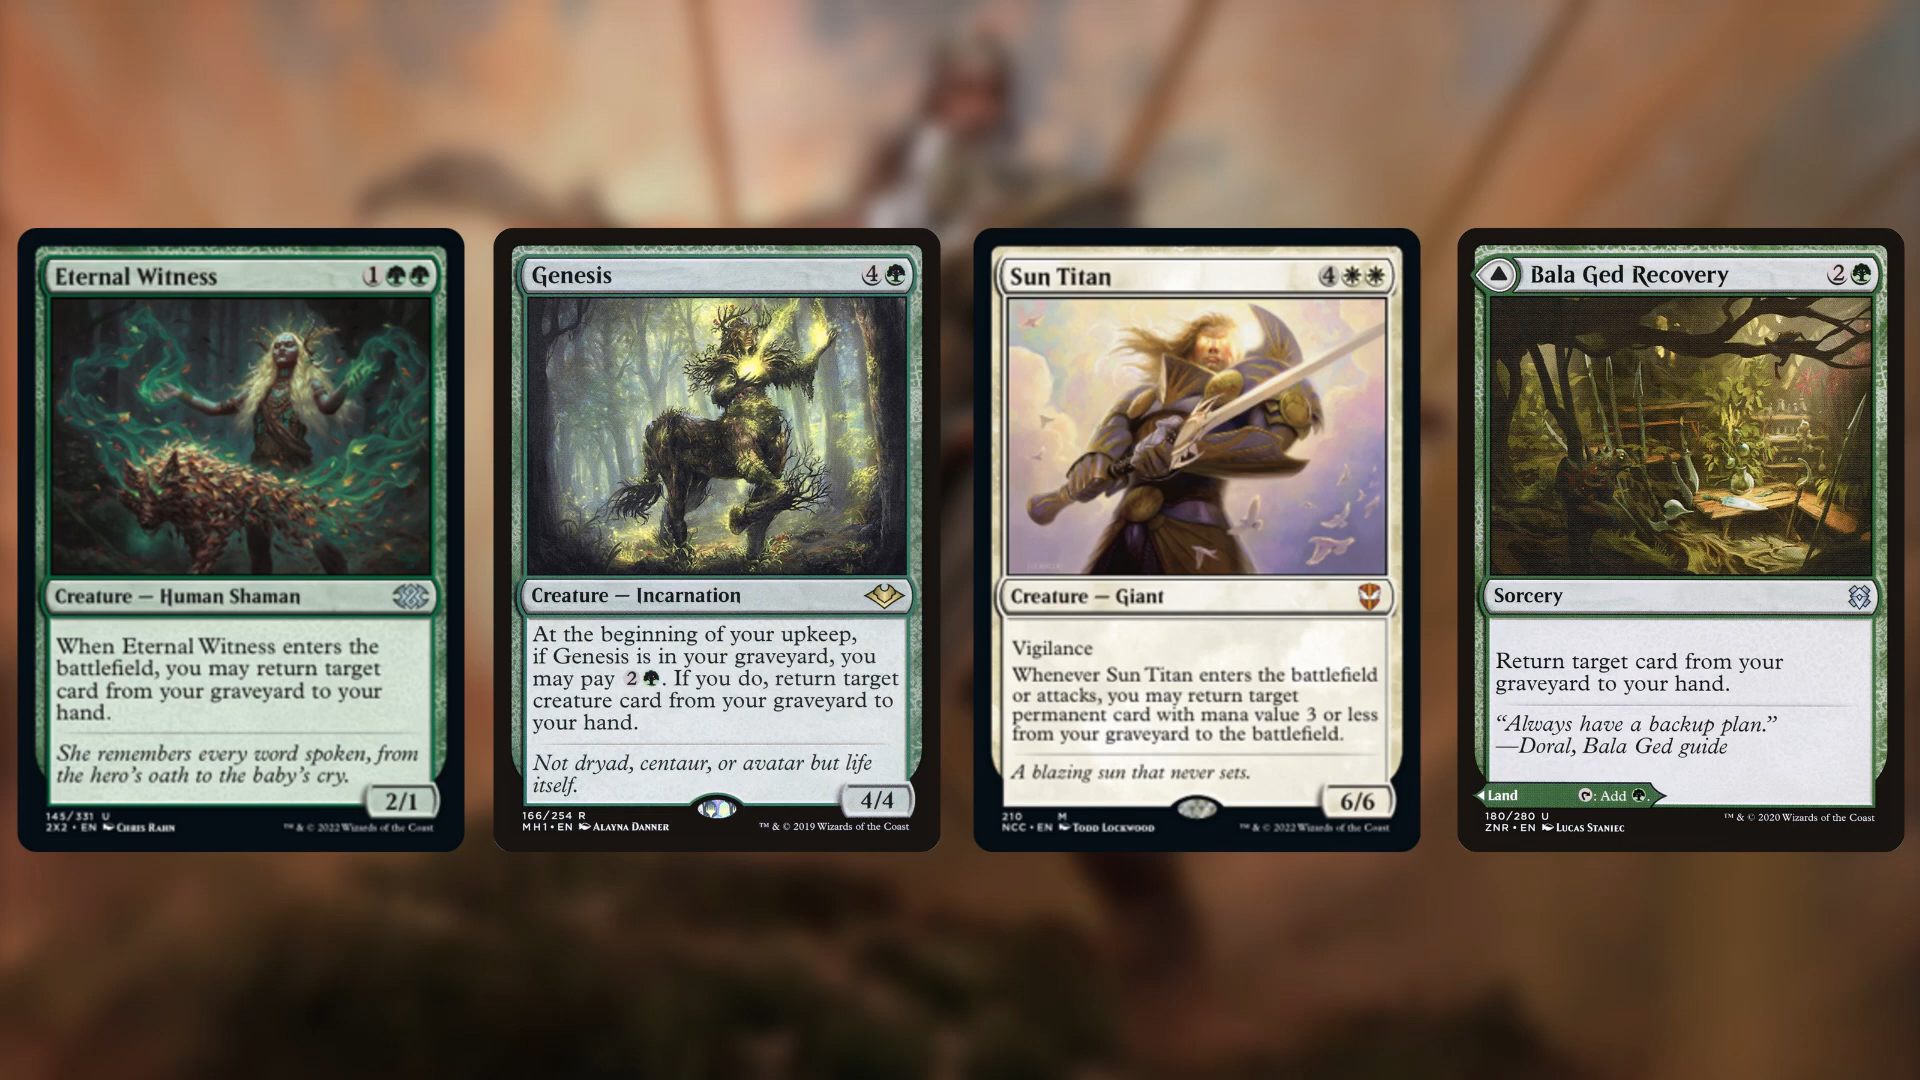 Eternal Witness 1
Creature — Human Shaman
When Eternal Witness enters the
battlefield, you may return target
card from your graveyard to your
hand.
She remembers every word spoken, from
the hero's oath to the baby's cry.
2/1
145/331 U
2X2 • EN Chris Rahn
™ & © 2022 Wizards of the Coast
Genesis 4
Creature — Incarnation
At the beginning of your upkeep,
if Genesis is in your graveyard, you
may pay 2. If you do, return target
creature card from your graveyard to
your hand.
Not dryad, centaur, or avatar but life
itself.
4/4
166/254 R
MH1 • EN Alayna Danner
™ & © 2019 Wizards of the Coast
Sun Titan 4
Creature — Giant
Vigilance
Whenever Sun Titan enters the battlefield
or attacks, you may return target
permanent card with mana value 3 or less
from your graveyard to the battlefield.
A blazing sun that never sets.
6/6
210 M
NCC • EN Todd Lockwood
™ & © 2022 Wizards of the Coast
Bala Ged Recovery 2
Sorcery
Return target card from your
graveyard to your hand.
“Always have a backup plan.”
—Doral, Bala Ged guide
Land : Add .
180/280 U
ZNR • EN Lucas Staniec
™ & © 2020 Wizards of the Coast